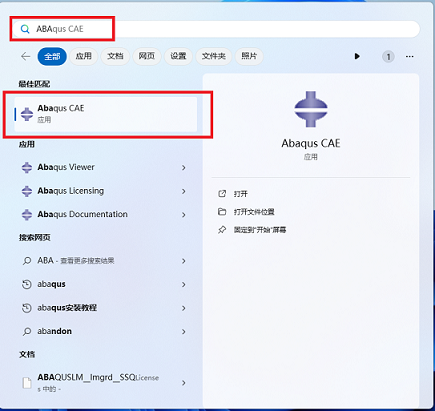 ABAqus CAE
全部 应用 文档 网页 设置 文件夹 照片 1 ...
最佳匹配
Abaqus CAE
应用
应用
Abaqus Viewer
Abaqus Licensing
Abaqus Documentation
搜索网页
ABA - 查看更多搜索结果
abaqus
abaqus安装教程
abandon
文档
ABAQUSLM__lmgrd__SSQLicense
s 中的 -
Abaqus CAE
应用
打开
打开文件位置
固定到"开始"屏幕